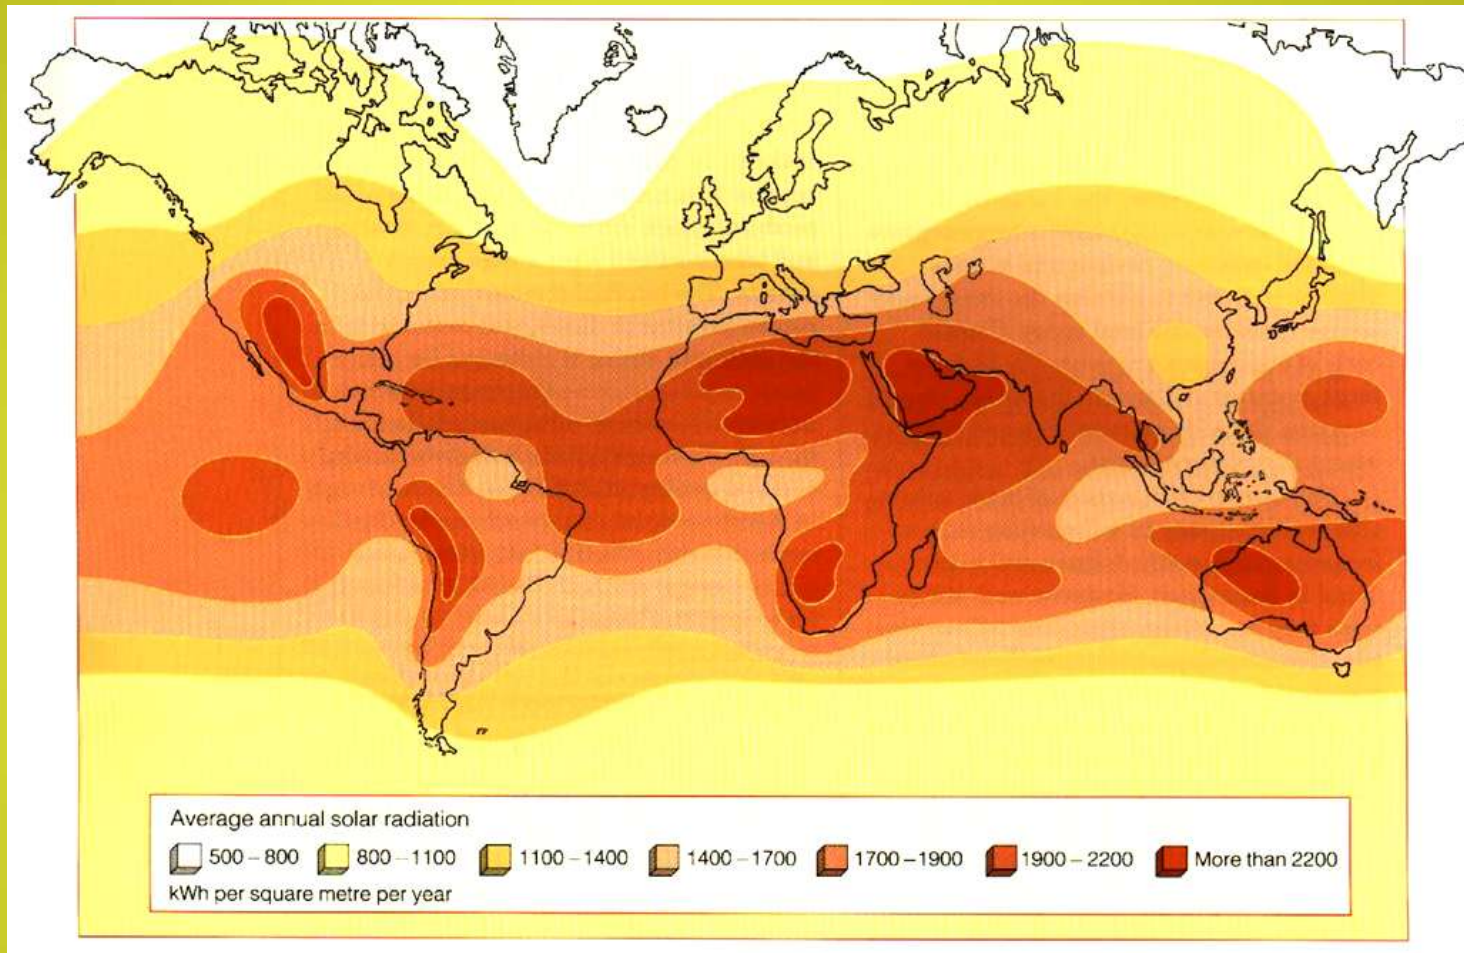 Average annual solar radiation
500 – 800 800 – 1100 1100 – 1400 1400 – 1700 1700 – 1900 1900 – 2200 More than 2200
kWh per square metre per year